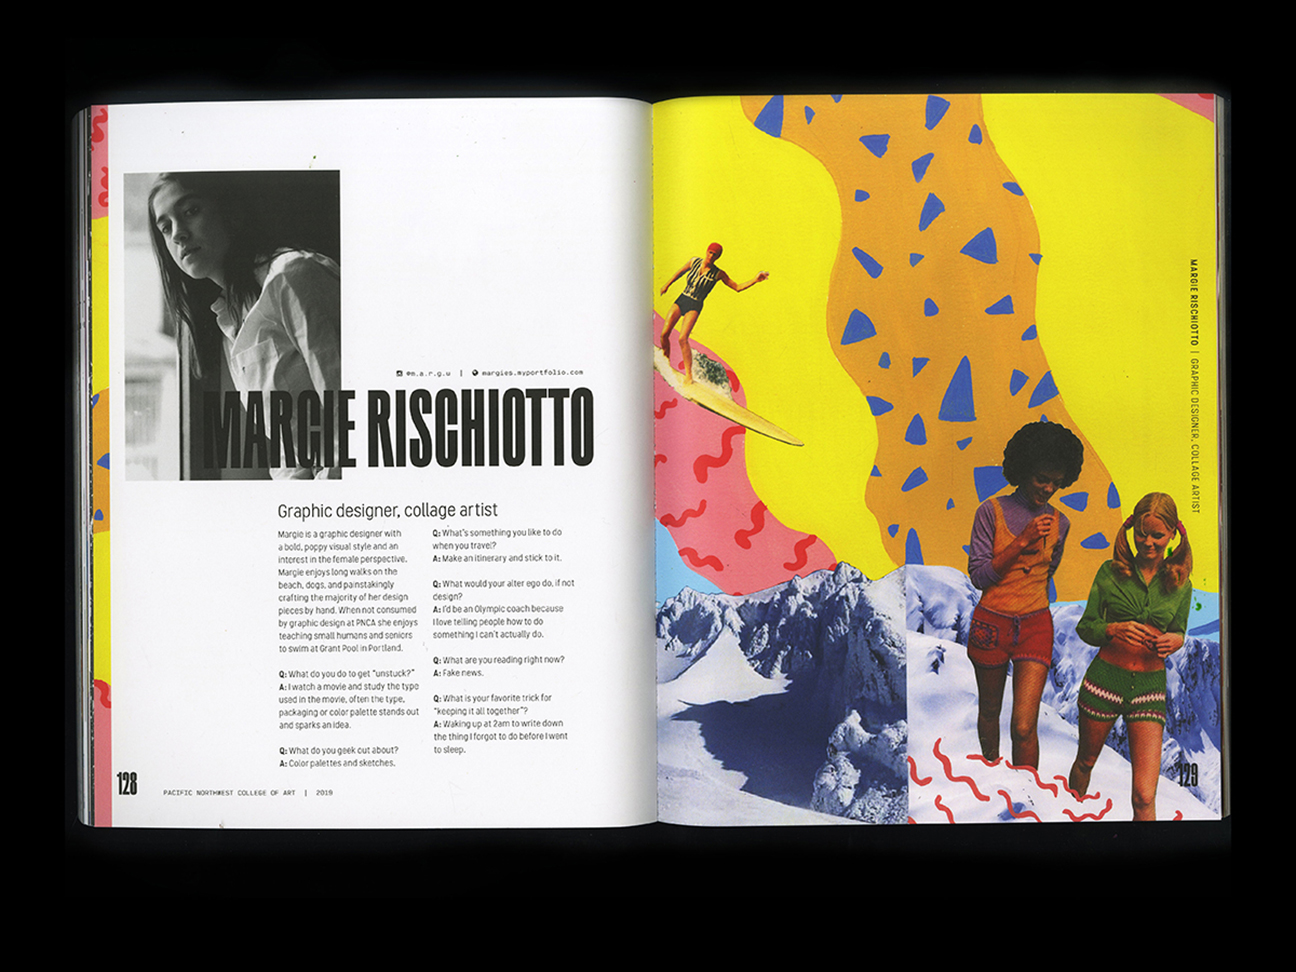 @m.a.r.g.u | margies.myportfolio.com
MARGIE RISCHIOTTO
Graphic designer, collage artist
Margie is a graphic designer with
a bold, poppy visual style and an
interest in the female perspective.
Margie enjoys long walks on the
beach, dogs, and painstakingly
crafting the majority of her design
pieces by hand. When not consumed
by graphic design at PNCA she enjoys
teaching small humans and seniors
to swim at Grant Pool in Portland.
Q: What do you do to get "unstuck?"
A: I watch a movie and study the type
used in the movie, often the type,
packaging or color palette stands out
and sparks an idea.
Q: What do you geek out about?
A: Color palettes and sketches.
Q: What's something you like to do
when you travel?
A: Make an itinerary and stick to it.
Q: What would your alter ego do, if not
design?
A: I'd be an Olympic coach because
I love telling people how to do
something I can't actually do.
Q: What are you reading right now?
A: Fake news.
Q: What is your favorite trick for
"keeping it all together"?
A: Waking up at 2am to write down
the thing I forgot to do before I went
to sleep.
128
PACIFIC NORTHWEST COLLEGE OF ART | 2019
MARGIE RISCHIOTTO | GRAPHIC DESIGNER, COLLAGE ARTIST
129